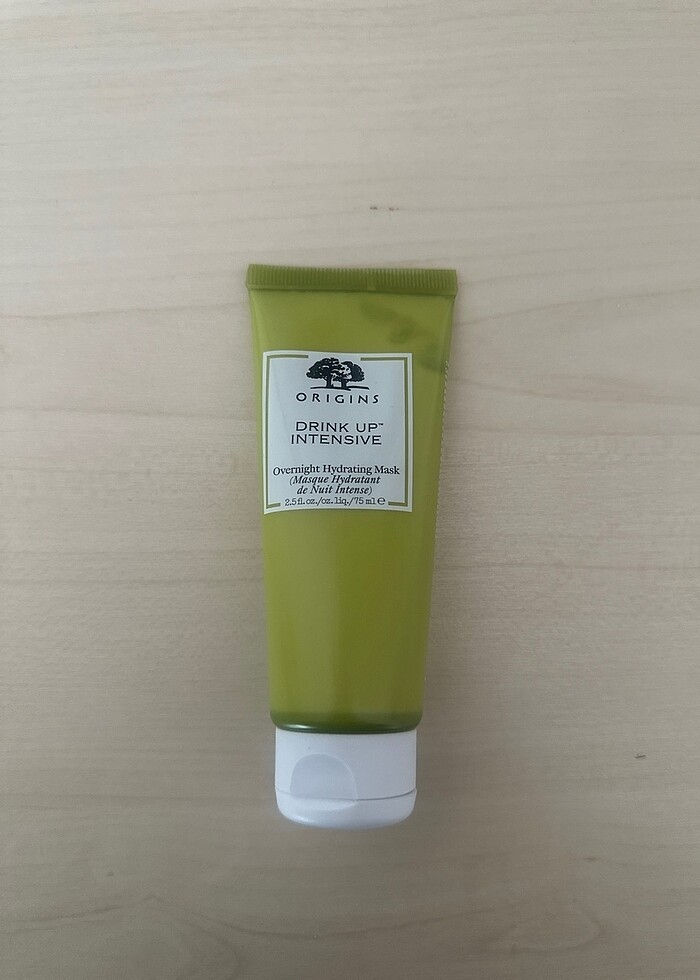 ORIGINS
DRINK UP™
INTENSIVE
Overnight Hydrating Mask
(Masque Hydratant
de Nuit Intense)
2.5 fl. oz./oz. liq./75 ml ℮